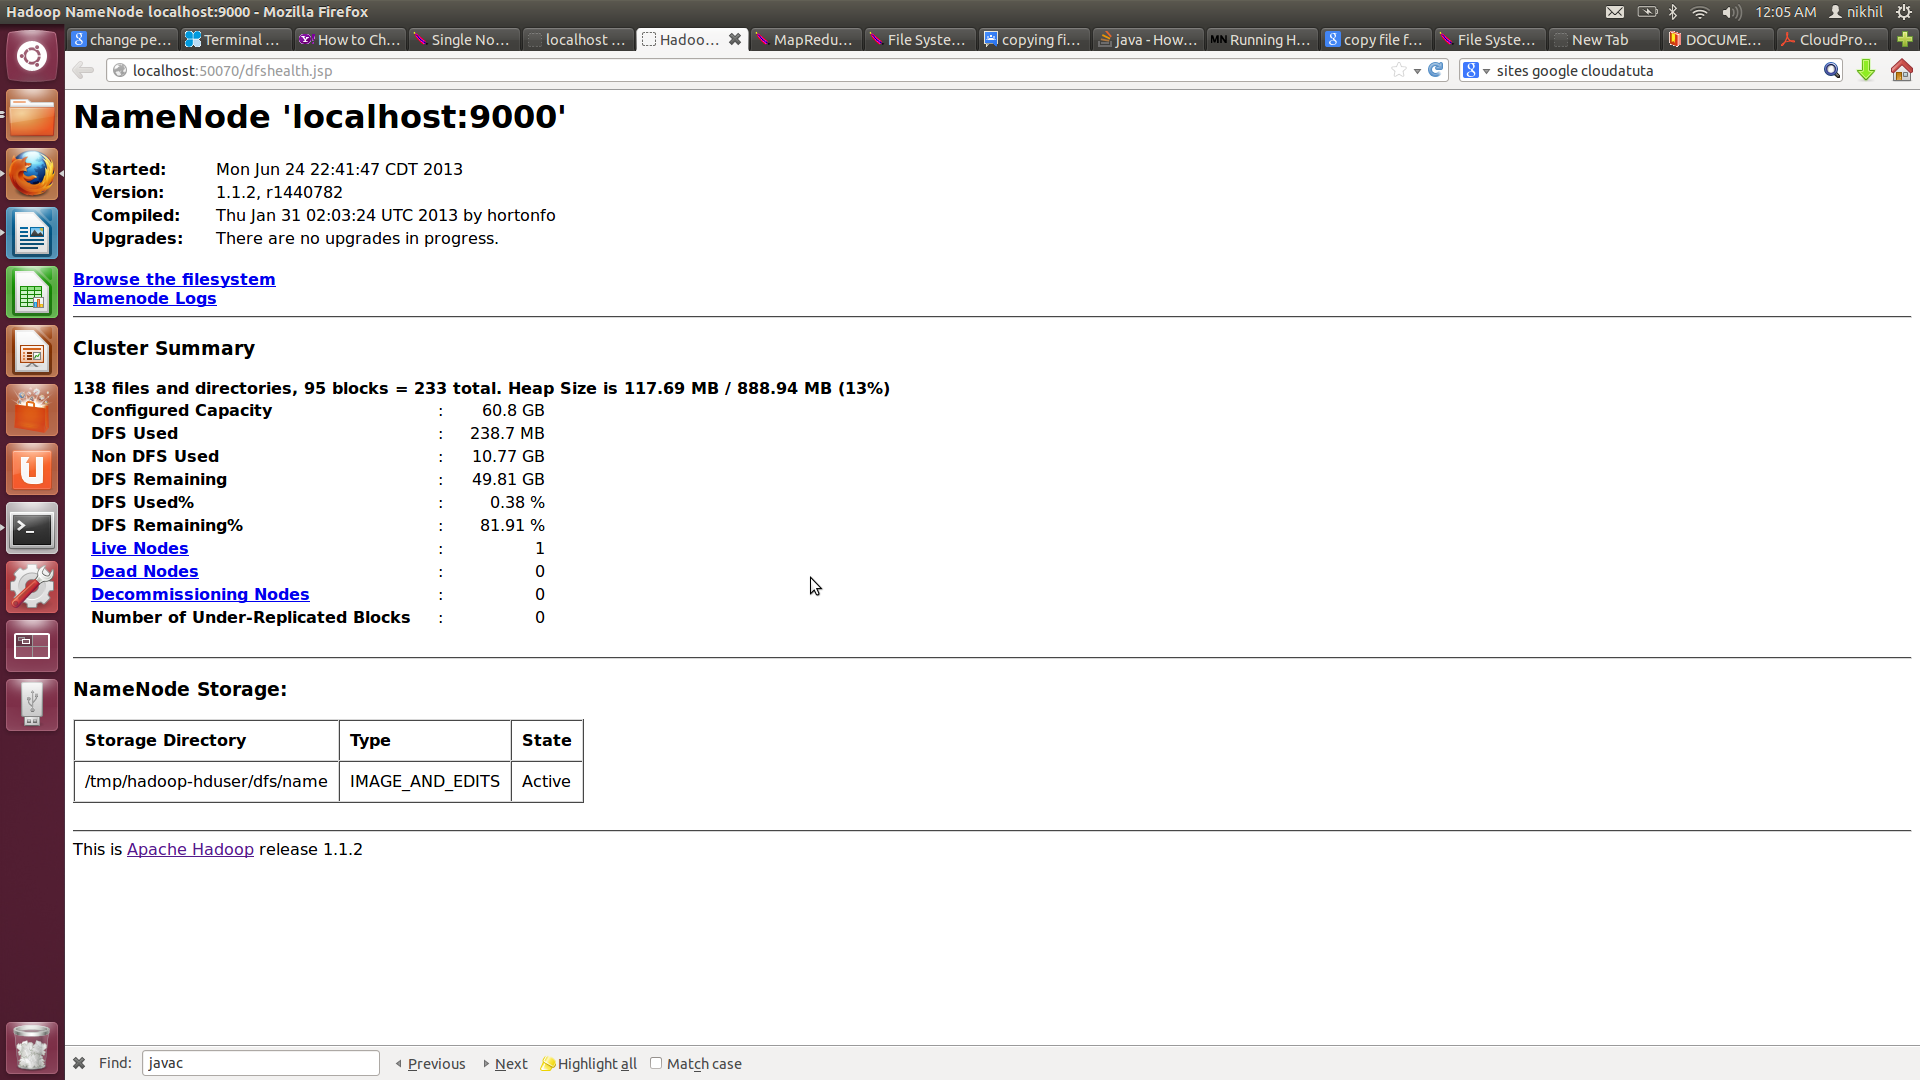 Hadoop NameNode localhost:9000 - Mozilla Firefox
12:05 AM nikhil
change pe...
Terminal ...
How to Ch...
Single No...
localhost ...
Hadoo...
MapRedu...
File Syste...
copying fi...
java - How...
MN Running H...
copy file f...
File Syste...
New Tab
DOCUME...
CloudPro...
localhost:50070/dfshealth.jsp
sites google cloudatuta
NameNode 'localhost:9000'
Started: Mon Jun 24 22:41:47 CDT 2013
Version: 1.1.2, r1440782
Compiled: Thu Jan 31 02:03:24 UTC 2013 by hortonfo
Upgrades: There are no upgrades in progress.
Browse the filesystem
Namenode Logs
Cluster Summary
138 files and directories, 95 blocks = 233 total. Heap Size is 117.69 MB / 888.94 MB (13%)
Configured Capacity : 60.8 GB
DFS Used : 238.7 MB
Non DFS Used : 10.77 GB
DFS Remaining : 49.81 GB
DFS Used% : 0.38 %
DFS Remaining% : 81.91 %
Live Nodes : 1
Dead Nodes : 0
Decommissioning Nodes : 0
Number of Under-Replicated Blocks : 0
NameNode Storage:
Storage Directory Type State
/tmp/hadoop-hduser/dfs/name IMAGE_AND_EDITS Active
This is Apache Hadoop release 1.1.2
Find: javac Previous Next Highlight all Match case